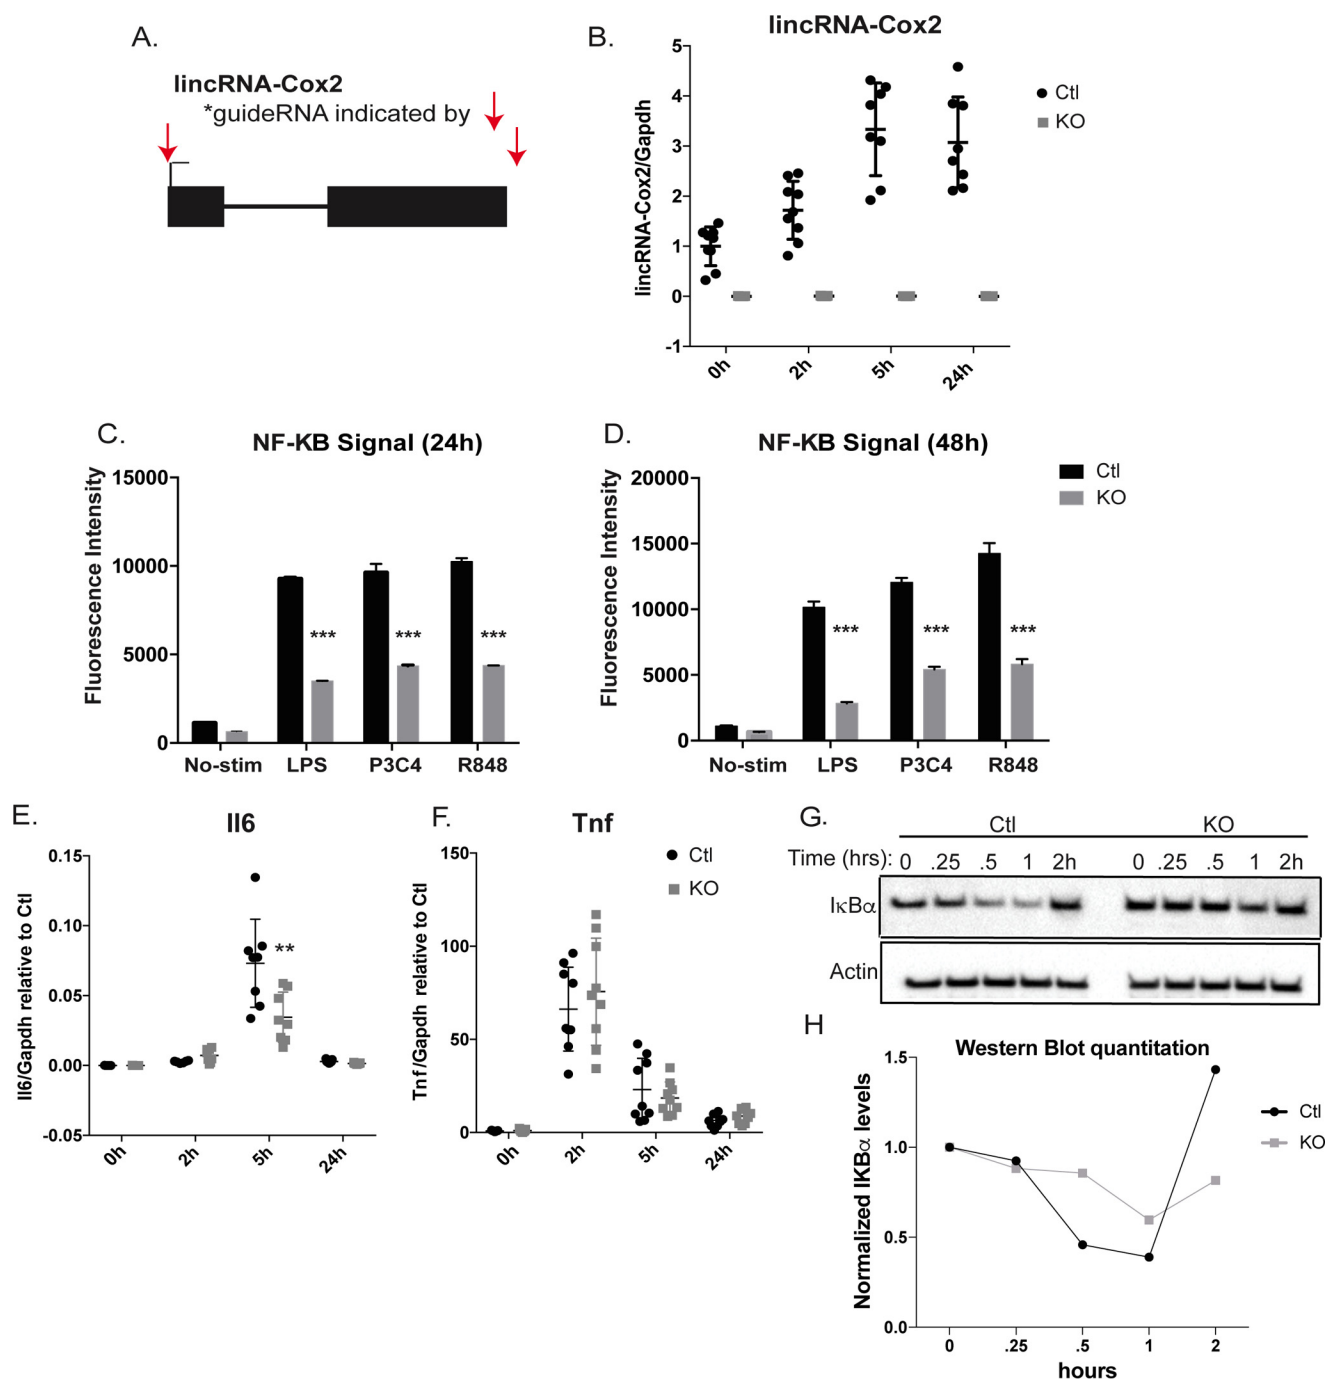 A.
lincRNA-Cox2
*guideRNA indicated by
B.
lincRNA-Cox2
lincRNA-Cox2/Gapdh
5
4
3
2
1
0
-1
0h
2h
5h
24h
Ctl
KO
C.
NF-KB Signal (24h)
Fluorescence Intensity
15000
10000
5000
0
***
***
***
No-stim
LPS
P3C4
R848
D.
NF-KB Signal (48h)
Fluorescence Intensity
20000
15000
10000
5000
0
***
***
***
No-stim
LPS
P3C4
R848
Ctl
KO
E.
Il6
Il6/Gapdh relative to Ctl
0.15
0.10
0.05
0.00
-0.05
**
0h
2h
5h
24h
F.
Tnf
Tnf/Gapdh relative to Ctl
150
100
50
0
0h
2h
5h
24h
Ctl
KO
G.
Ctl
KO
Time (hrs): 0 .25 .5 1 2h 0 .25 .5 1 2h
IκBα
Actin
H
Western Blot quantitation
Normalized IKBα levels
1.5
1.0
0.5
0.0
0
.25
.5
1
2
hours
Ctl
KO